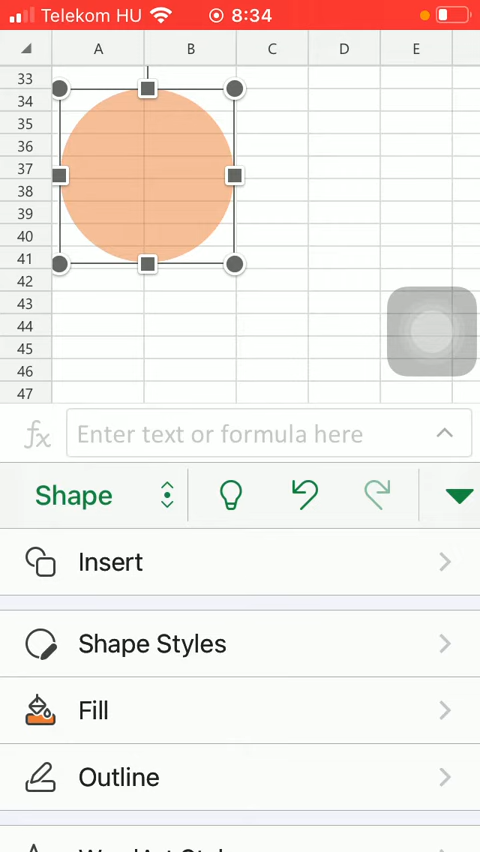 Telekom HU 8:34
A B C D E
33
34
35
36
37
38
39
40
41
42
43
44
45
46
47
fx Enter text or formula here
Shape
Insert
Shape Styles
Fill
Outline